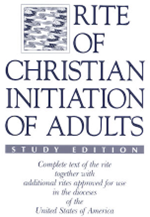 RITE
OF
CHRISTIAN
INITIATION
OF ADULTS
STUDY EDITION
Complete text of the rite
together with
additional rites approved for use
in the dioceses
of the
United States of America